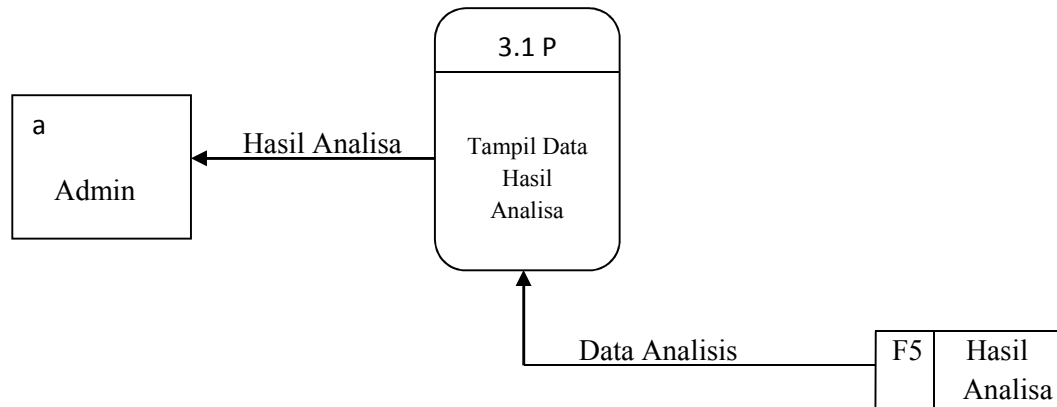 3.1 P
a
Hasil Analisa
Tampil Data
Hasil
Analisa
Admin
Data Analisis
F5
Hasil
Analisa